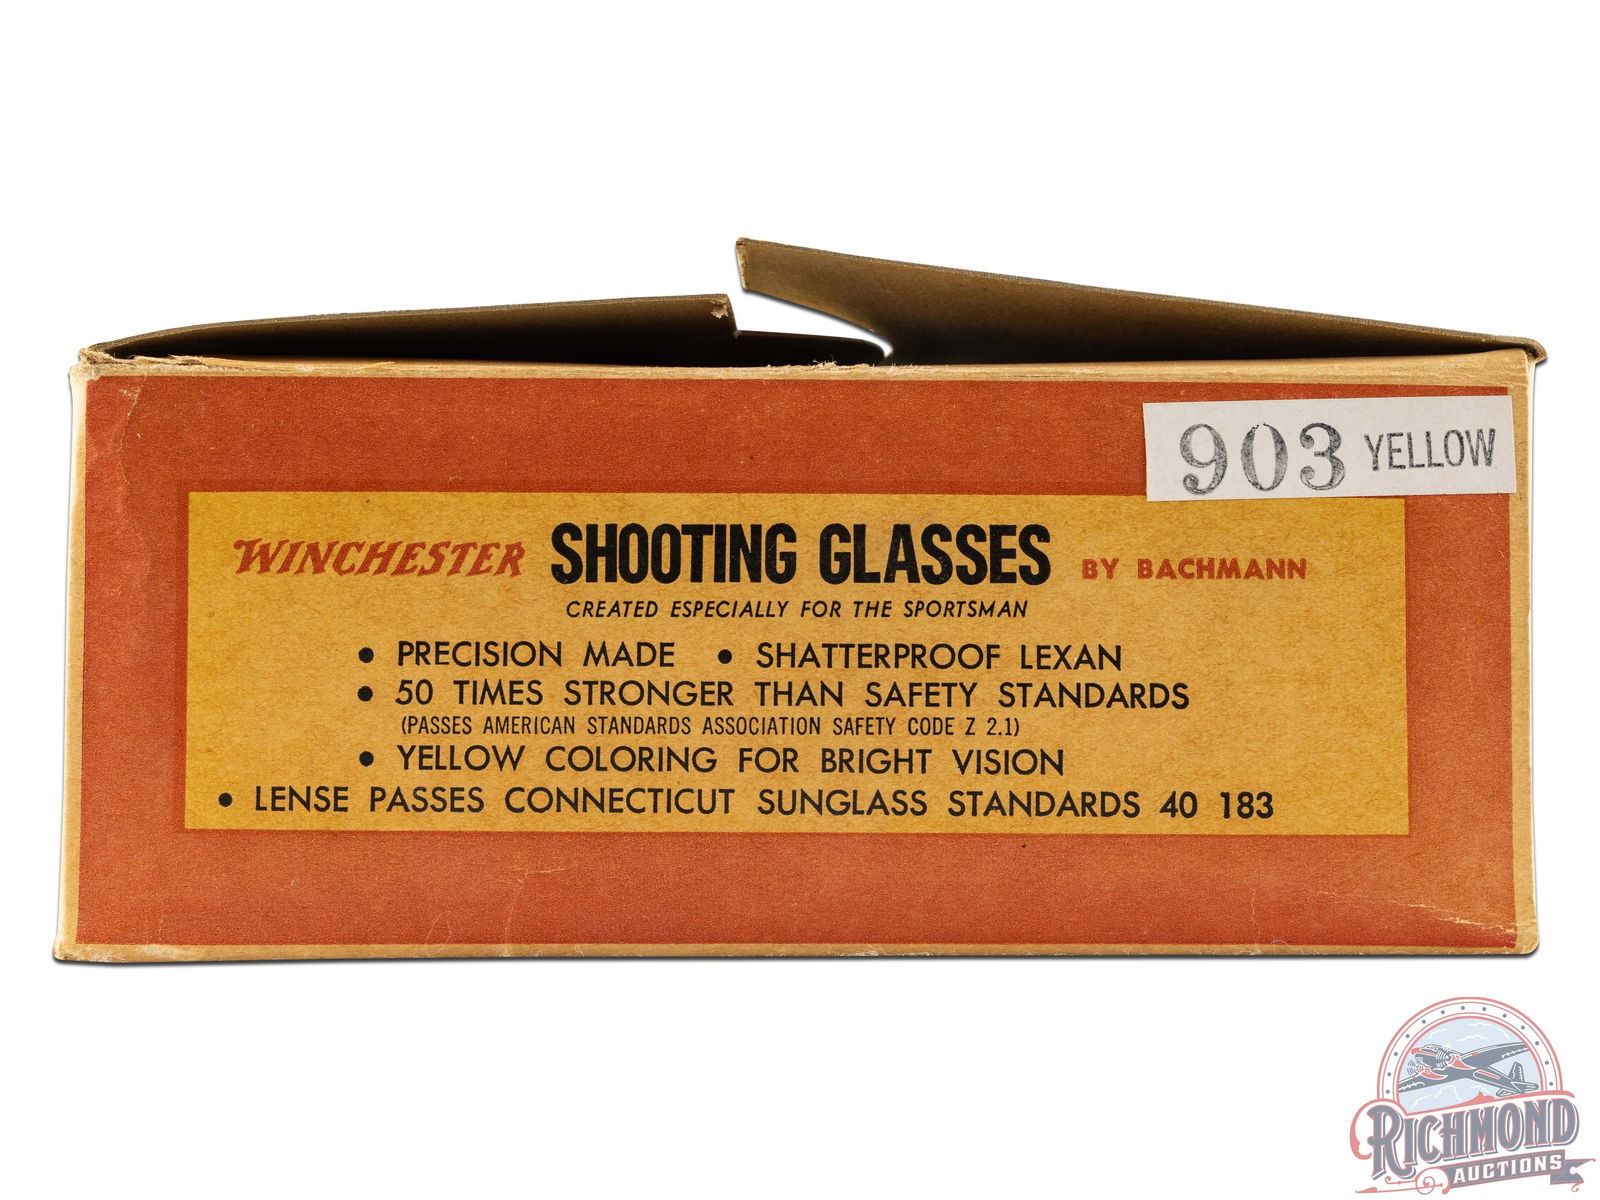 903 YELLOW
WINCHESTER SHOOTING GLASSES BY BACHMANN
CREATED ESPECIALLY FOR THE SPORTSMAN
• PRECISION MADE • SHATTERPROOF LEXAN
• 50 TIMES STRONGER THAN SAFETY STANDARDS
(PASSES AMERICAN STANDARDS ASSOCIATION SAFETY CODE Z 2.1)
• YELLOW COLORING FOR BRIGHT VISION
• LENSE PASSES CONNECTICUT SUNGLASS STANDARDS 40 183
RICHMOND
AUCTIONS